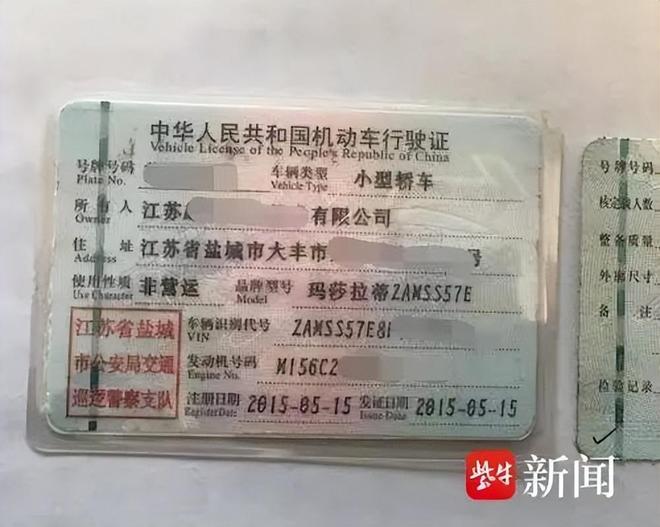 中华人民共和国机动车行驶证
Vehicle License of the People's Republic of China
号牌号码
Plate No.
车辆类型 小型轿车
Vehicle Type
所有人 江苏 有限公司
Owner
住址 江苏省盐城市大丰市 号
Address
使用性质 非营运 品牌型号 玛莎拉蒂ZAMSS57E
Use Character Model
江苏省盐城
市公安局交通
巡逻警察支队
车辆识别代号 ZAMSS57E8
VIN
发动机号码 M156C2
Engine No.
注册日期 2015-05-15 发证日期 2015-05-15
Register Date Issue Date
号牌号码
核定载人数
整备质量
外廓尺寸
备注
检验记录
紫牛新闻